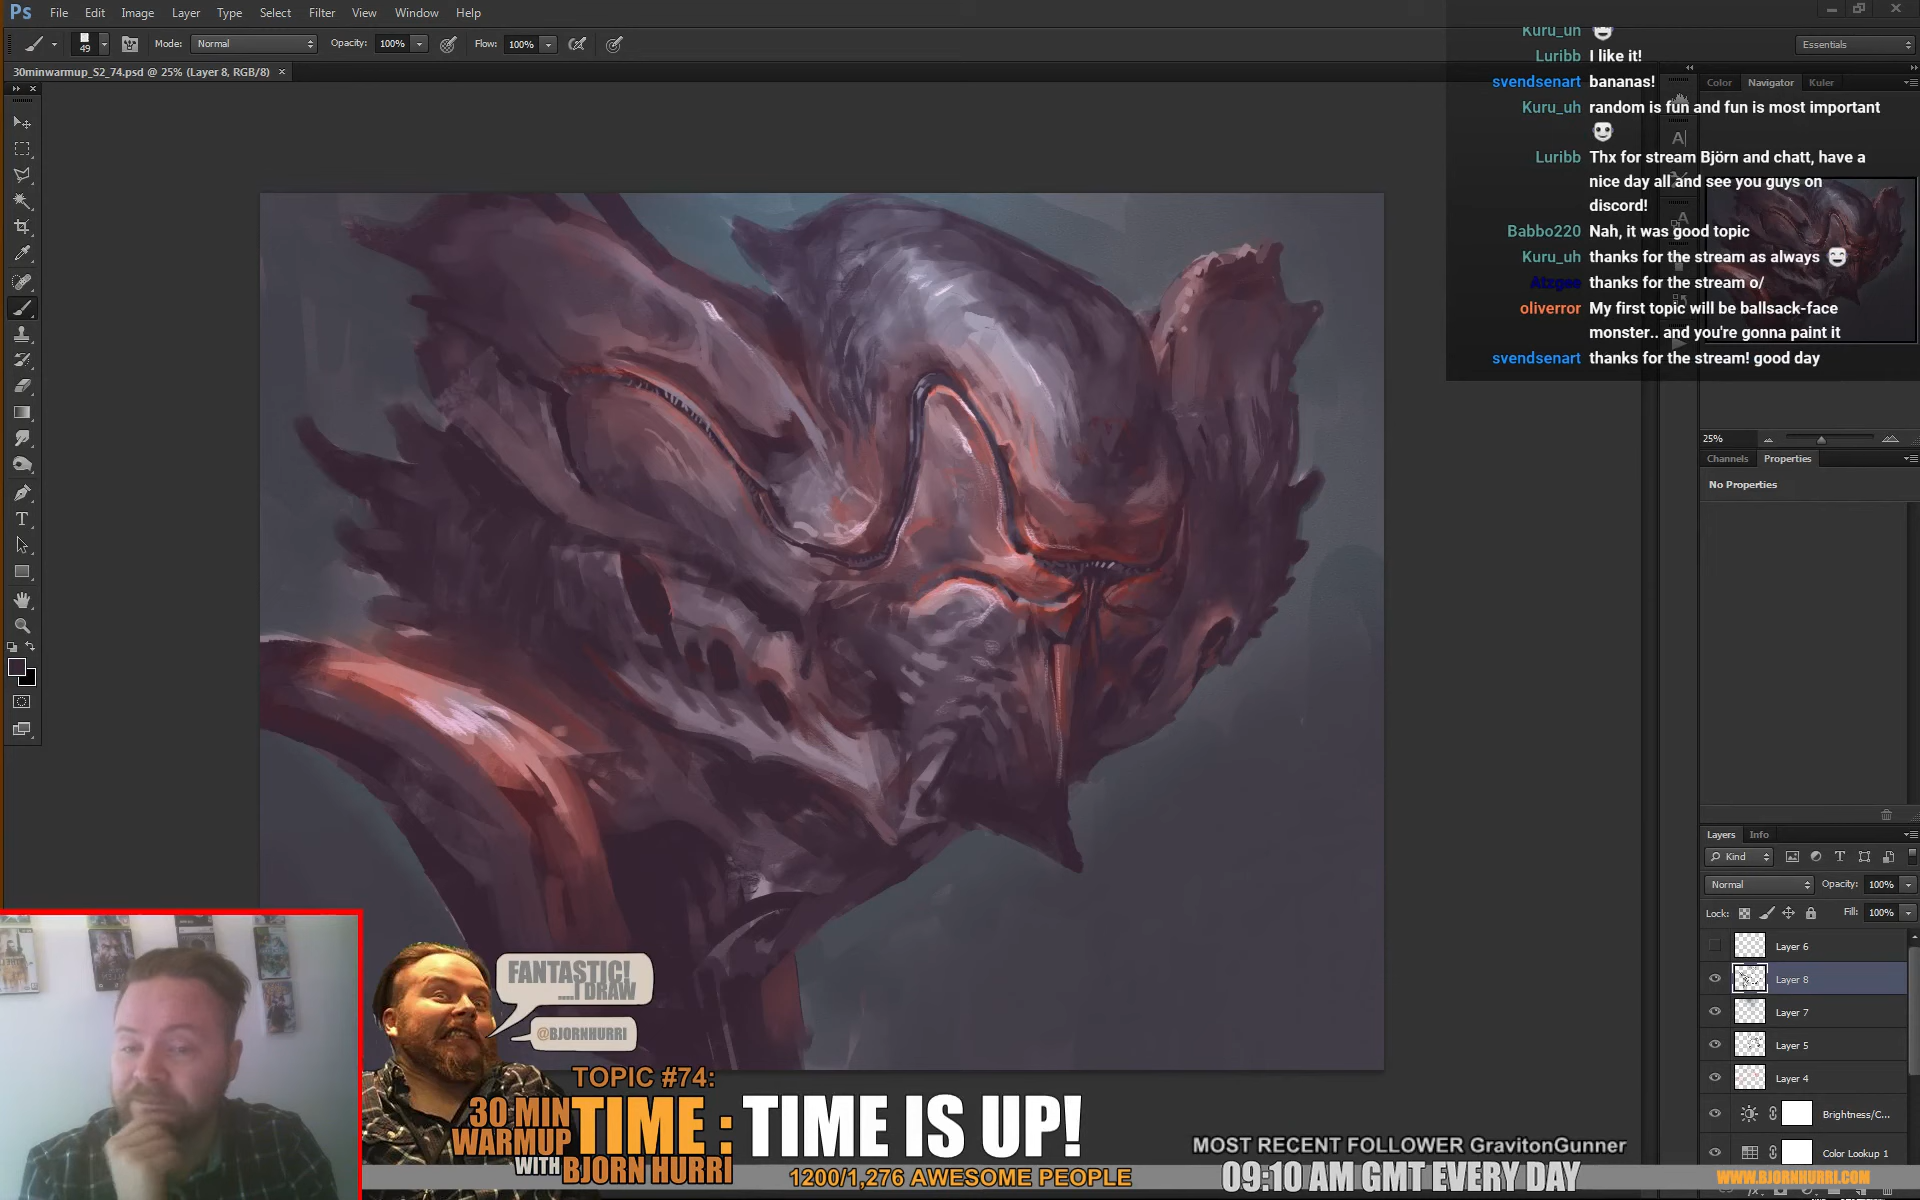 Ps File Edit Image Layer Type Select Filter View Window Help
49 Mode: Normal Opacity: 100% Flow: 100% Essentials
30minwarmup_S2_74.psd @ 25% (Layer 8, RGB/8) ×
Kuru_uh
Luribb I like it!
svendsenart bananas!
Kuru_uh random is fun and fun is most important
Luribb Thx for stream Björn and chatt, have a
nice day all and see you guys on
discord!
Babbo220 Nah, it was good topic
Kuru_uh thanks for the stream as always
Atzgee thanks for the stream o/
oliverror My first topic will be ballsack-face
monster.. and you're gonna paint it
svendsenart thanks for the stream! good day
Color Navigator Kuler
25%
Channels Properties
No Properties
Layers Info
Kind
Normal Opacity: 100%
Lock: Fill: 100%
Layer 6
Layer 8
Layer 7
Layer 5
Layer 4
Brightness/C...
Color Lookup 1
FANTASTIC!
....I DRAW
@BJORNHURRI
TOPIC #74:
30 MIN
WARMUP
WITH BJORN HURRI
TIME : TIME IS UP!
1200/1,276 AWESOME PEOPLE
MOST RECENT FOLLOWER GravitonGunner
09:10 AM GMT EVERY DAY
WWW.BJORNHURRI.COM